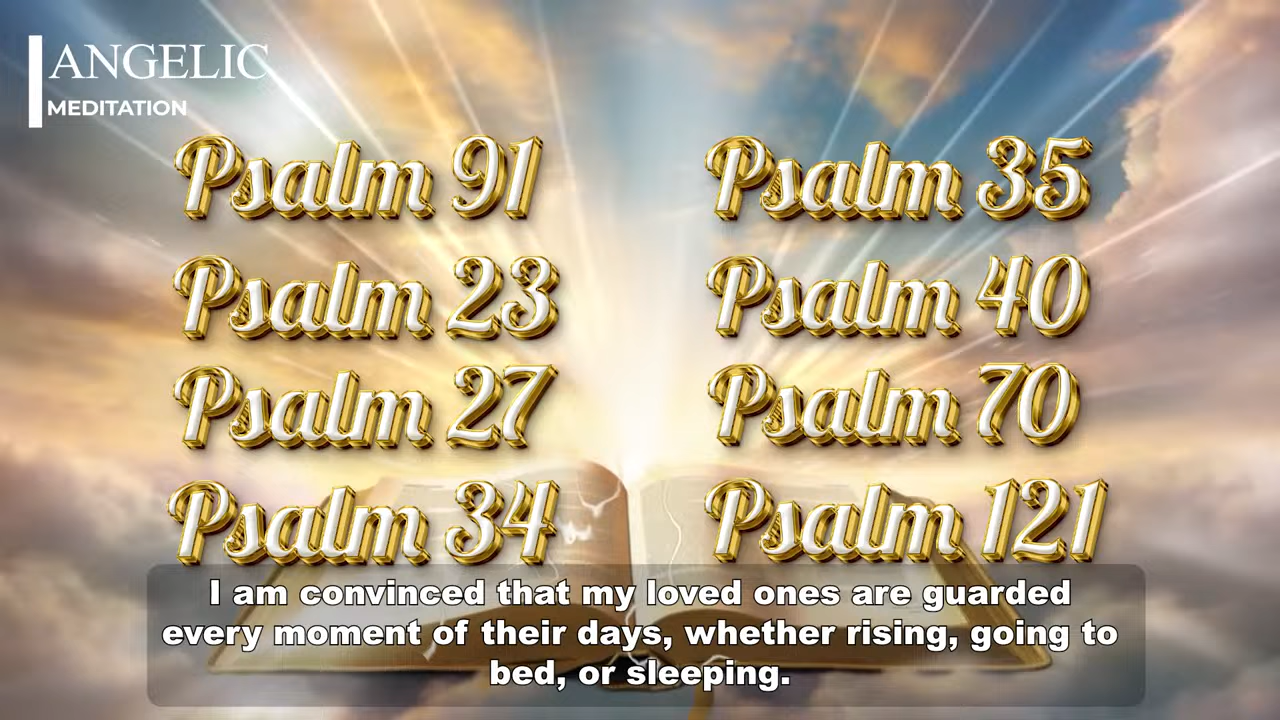 ANGELIC
MEDITATION
Psalm 91
Psalm 23
Psalm 27
Psalm 34
Psalm 35
Psalm 40
Psalm 70
Psalm 121
I am convinced that my loved ones are guarded
every moment of their days, whether rising, going to
bed, or sleeping.